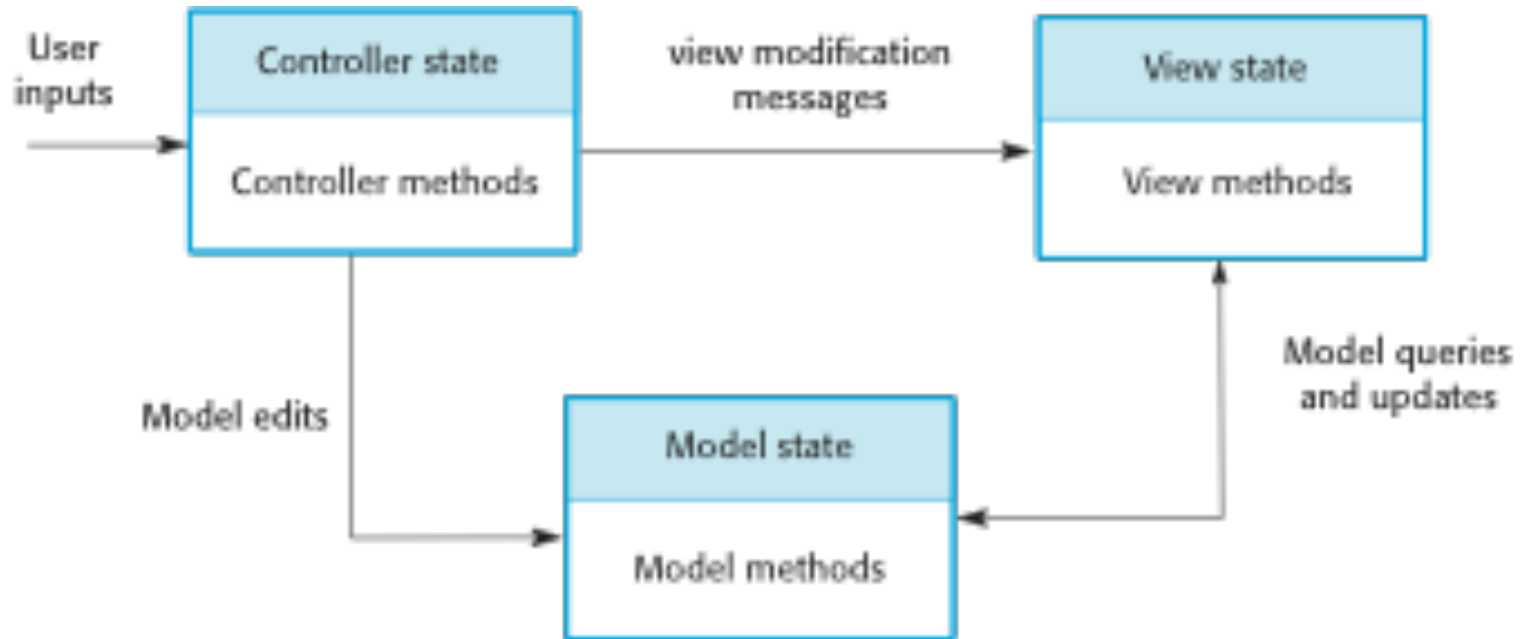 User
inputs
Controller state
Controller methods
view modification
messages
View state
View methods
Model edits
Model state
Model methods
Model queries
and updates